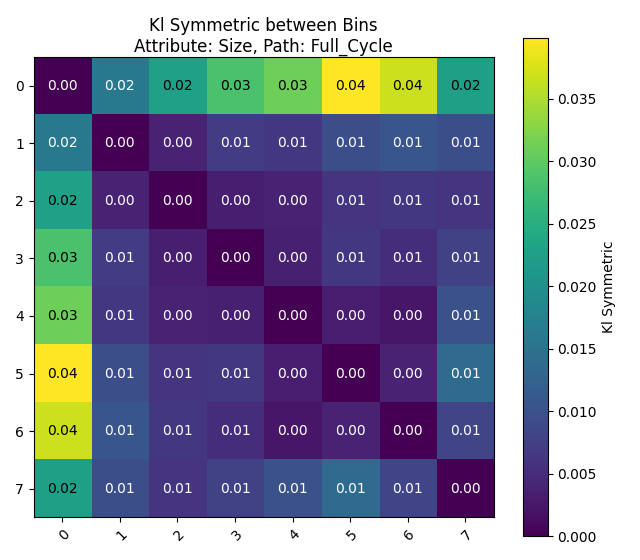 Kl Symmetric between Bins
Attribute: Size, Path: Full_Cycle
0 0.00 0.02 0.02 0.03 0.03 0.04 0.04 0.02
1 0.02 0.00 0.00 0.01 0.01 0.01 0.01 0.01
2 0.02 0.00 0.00 0.00 0.00 0.01 0.01 0.01
3 0.03 0.01 0.00 0.00 0.00 0.01 0.01 0.01
4 0.03 0.01 0.00 0.00 0.00 0.00 0.00 0.01
5 0.04 0.01 0.01 0.01 0.00 0.00 0.00 0.01
6 0.04 0.01 0.01 0.01 0.00 0.00 0.00 0.01
7 0.02 0.01 0.01 0.01 0.01 0.01 0.01 0.00
0 1 2 3 4 5 6 7
0.035
0.030
0.025
0.020
0.015
0.010
0.005
0.000
Kl Symmetric